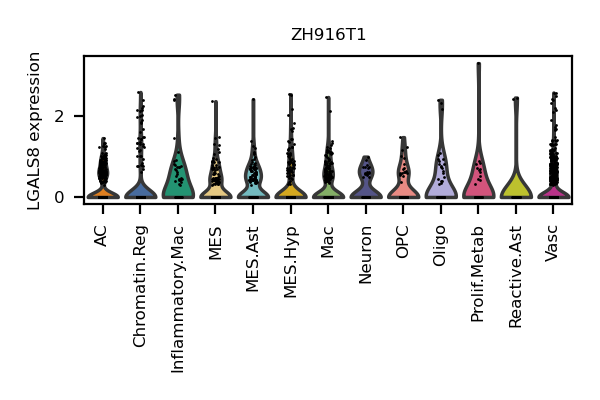 ZH916T1
LGALS8 expression
2
0
AC
Chromatin.Reg
Inflammatory.Mac
MES
MES.Ast
MES.Hyp
Mac
Neuron
OPC
Oligo
Prolif.Metab
Reactive.Ast
Vasc